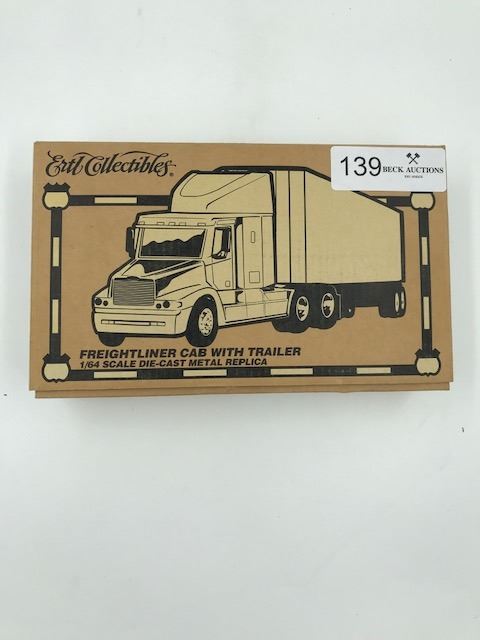 Ertl Collectibles®
139 BECK AUCTIONS
FREIGHTLINER CAB WITH TRAILER
1/64 SCALE DIE-CAST METAL REPLICA